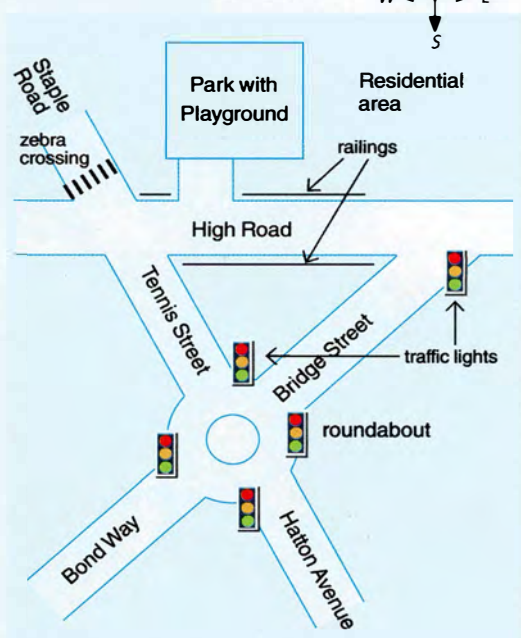 S
Staple
Road
Park with
Playground
Residential
area
zebra
crossing
railings
High Road
Tennis Street
Bridge Street
traffic lights
roundabout
Bond Way
Hatton Avenue